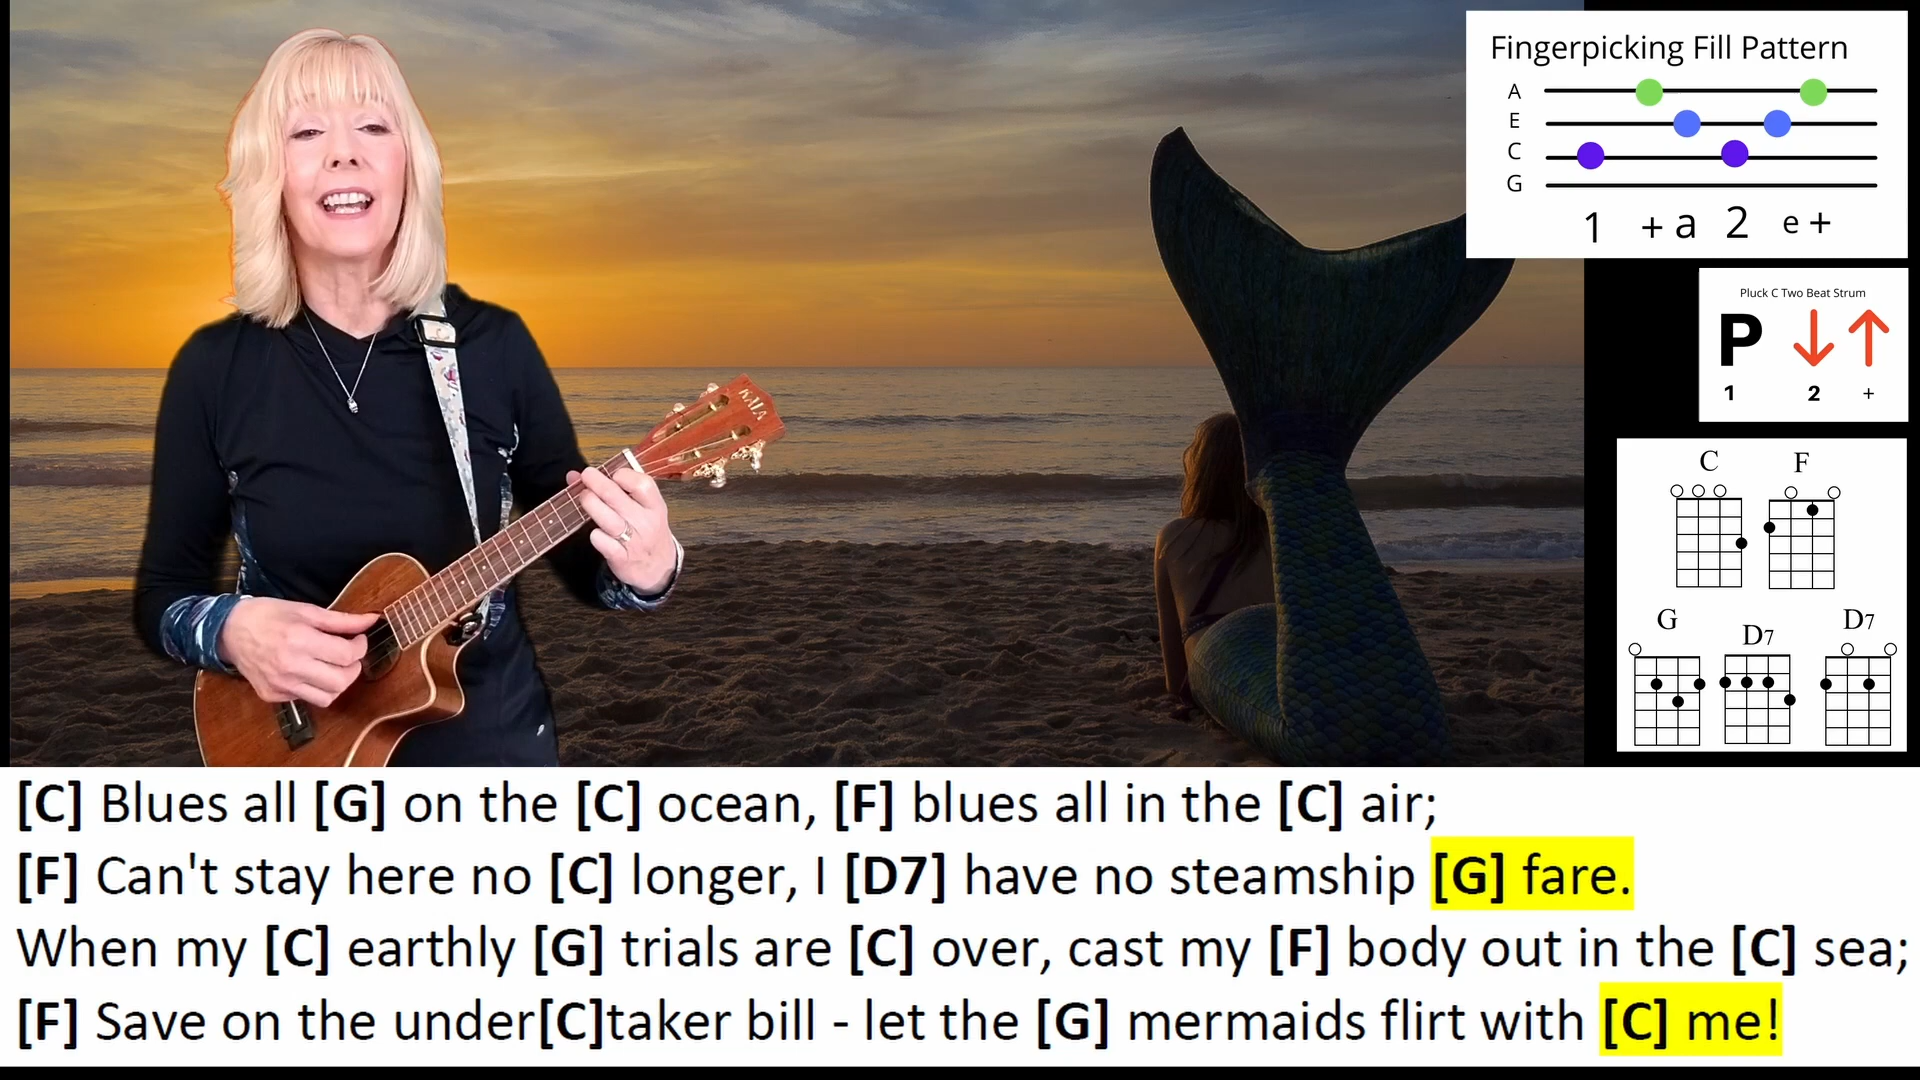 Fingerpicking Fill Pattern
A
E
C
G
1 + a 2 e +
Pluck C Two Beat Strum
P
1 2 +
C F
G D7 D7
KALA
[C] Blues all [G] on the [C] ocean, [F] blues all in the [C] air;
[F] Can't stay here no [C] longer, I [D7] have no steamship [G] fare.
When my [C] earthly [G] trials are [C] over, cast my [F] body out in the [C] sea;
[F] Save on the under[C]taker bill - let the [G] mermaids flirt with [C] me!